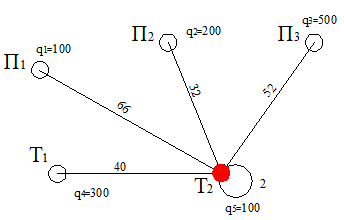 q₃=500
П₂ q₂=200 П₃
q₁=100
П₁
32 52
66
Т₁ 40
Т₂ 2
q₄=300
q₅=100